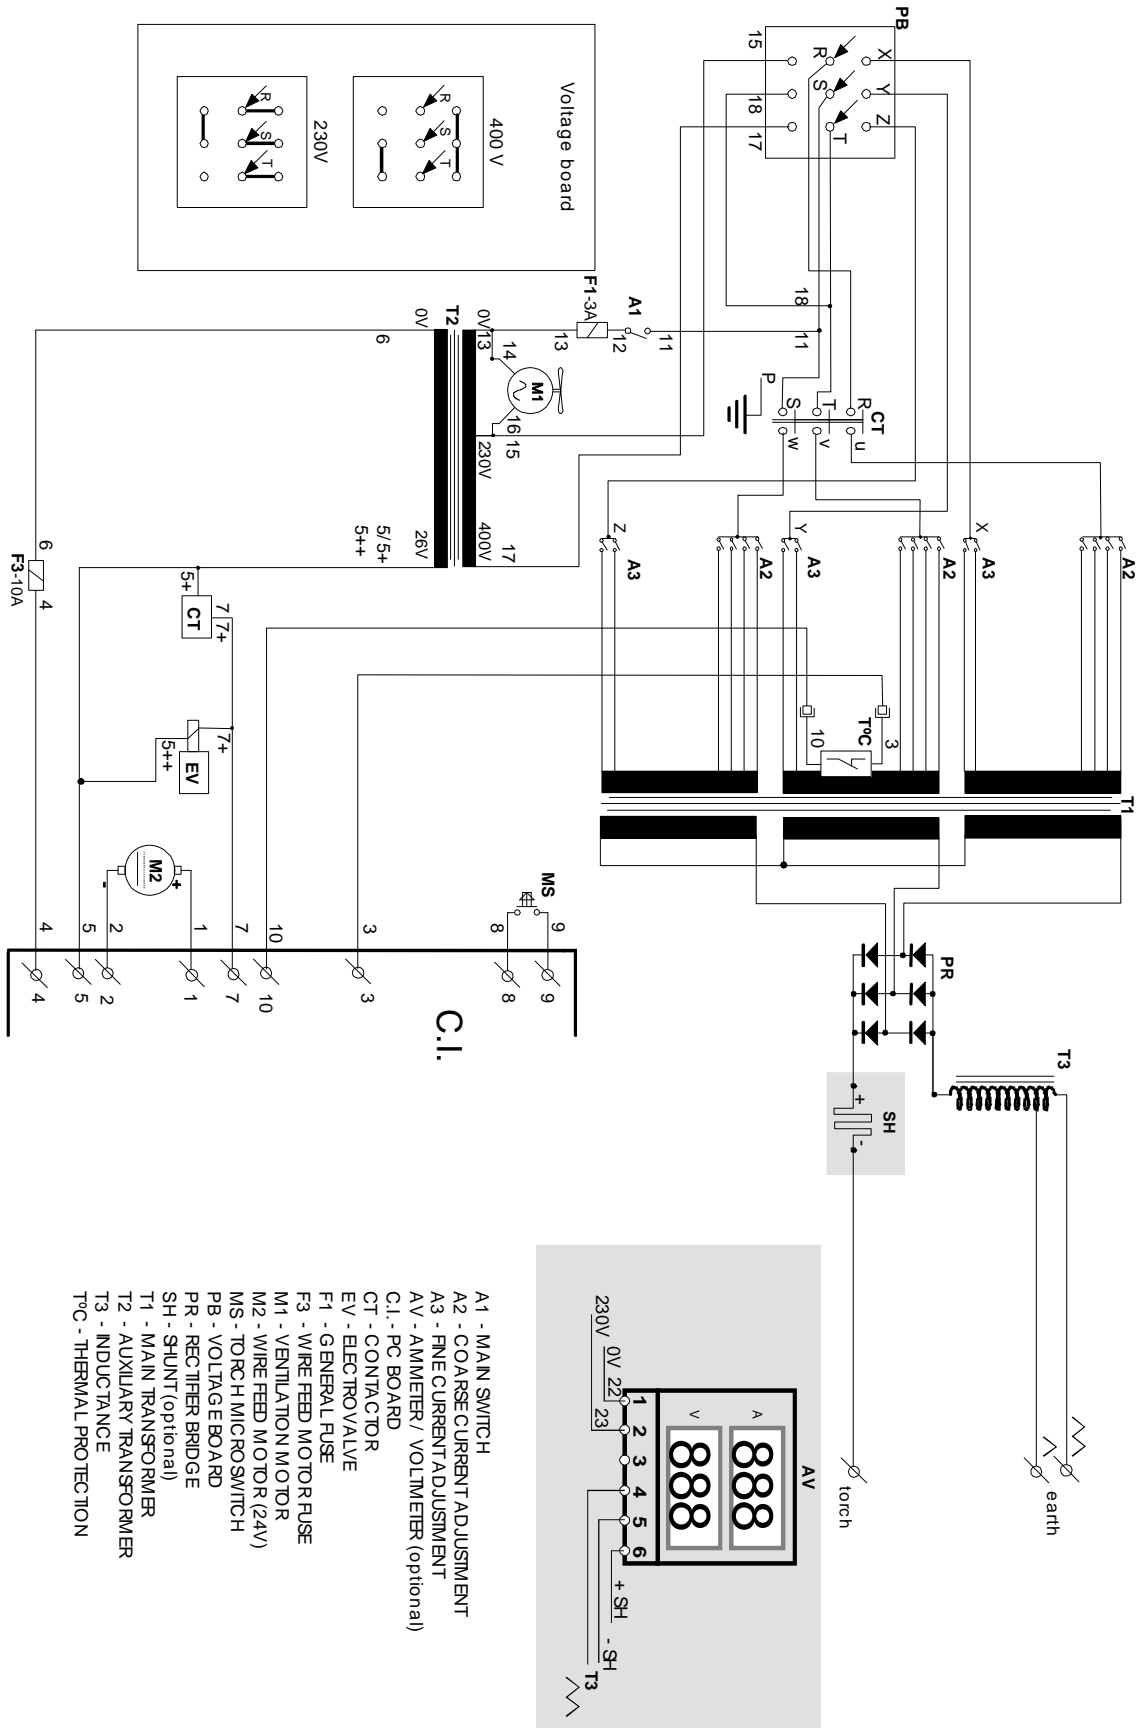 PB
X
Y
Z
R
S
T
15
18
17
Voltage board
400 V
R
S
T
230V
R
S
T
18
11
11
A1
12
F1-3A
13
P
S
T
R
CT
w
v
u
T2
0V
0V
13
14
M1
16
15
230V
400V
17
26V
5/5+
5++
6
6
F3-10A
4
5+
CT
7
7+
7+
5++
EV
M2
-
+
Z
A3
A2
Y
A3
A2
X
A3
A2
10
TºC
3
T1
MS
4
5
2
1
7
10
3
8
9
4
5
2
1
7
10
3
8
9
C.I.
PR
T3
+
SH
-
torch
earth
AV
A
V
888
888
1
2
3
4
5
6
230V
0V
22
23
+ SH
- SH
T3
A1 - MAIN SWITCH
A2 - COARSE CURRENT ADJUSTMENT
A3 - FINE CURRENT ADJUSTMENT
AV - AMMETER / VOLTMETER (optional)
C.I. - PC BOARD
CT - CONTACTOR
EV - ELECTROVALVE
F1 - GENERAL FUSE
F3 - WIRE FEED MOTOR FUSE
M1 - VENTILATION MOTOR
M2 - WIRE FEED MOTOR (24V)
MS - TORCH MICROSWITCH
PB - VOLTAGE BOARD
PR - RECTIFIER BRIDGE
SH - SHUNT (optional)
T1 - MAIN TRANSFORMER
T2 - AUXILIARY TRANSFORMER
T3 - INDUCTANCE
TºC - THERMAL PROTECTION